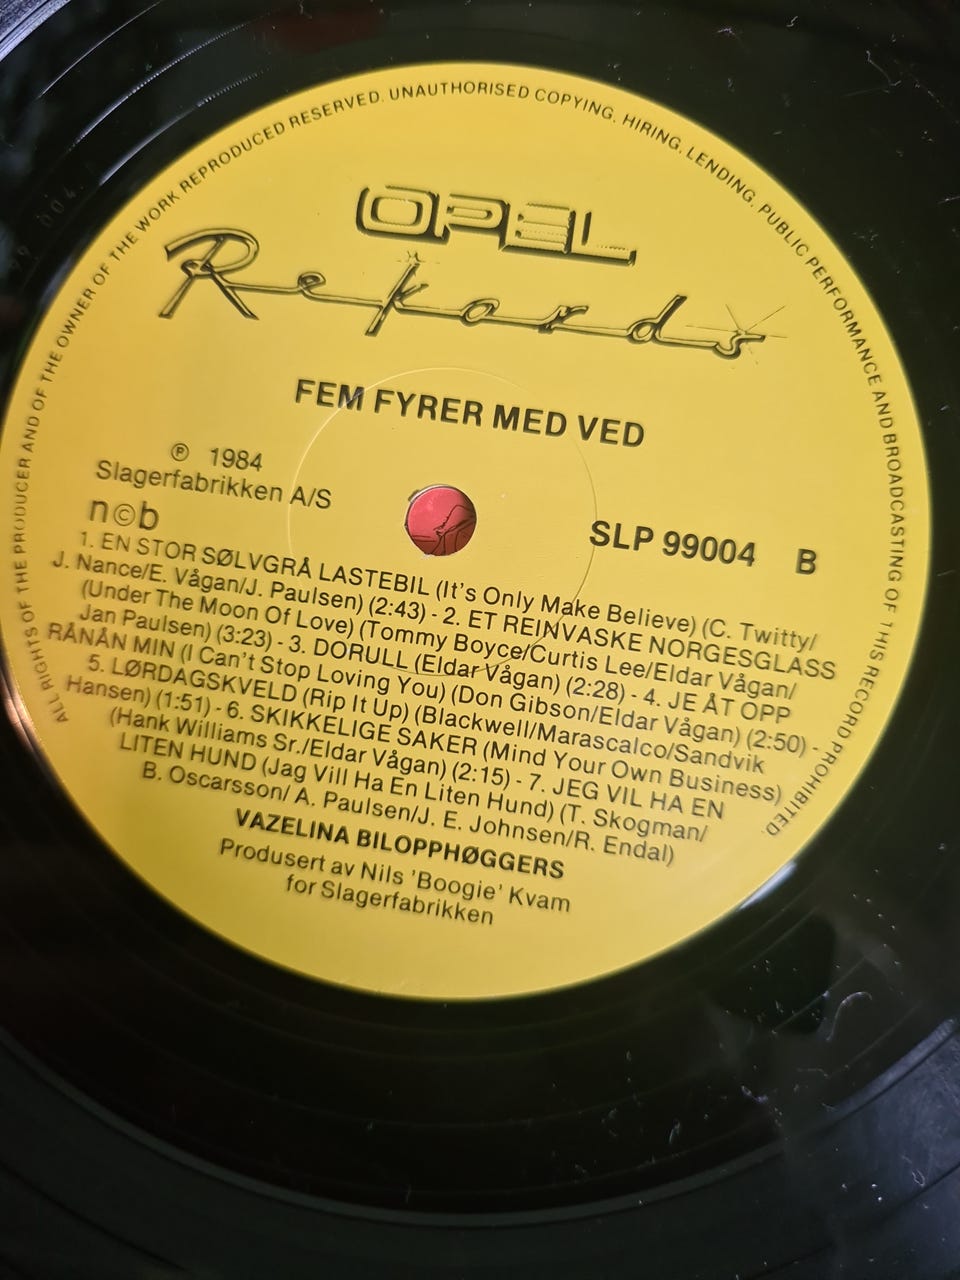 ALL RIGHTS OF THE PRODUCER AND OF THE OWNER OF THE WORK REPRODUCED RESERVED. UNAUTHORISED COPYING, HIRING, LENDING, PUBLIC PERFORMANCE AND BROADCASTING OF THIS RECORD PROHIBITED.
OPEL
Rekords
FEM FYRER MED VED
℗ 1984
Slagerfabrikken A/S
n©b
SLP 99004 B
1. EN STOR SØLVGRÅ LASTEBIL (It's Only Make Believe) (C. Twitty/
J. Nance/E. Vågan/J. Paulsen) (2:43) - 2. ET REINVASKE NORGESGLASS
(Under The Moon Of Love) (Tommy Boyce/Curtis Lee/Eldar Vågan/
Jan Paulsen) (3:23) - 3. DORULL (Eldar Vågan) (2:28) - 4. JE ÅT OPP
RÅNÅN MIN (I Can't Stop Loving You) (Don Gibson/Eldar Vågan) (2:50) -
5. LØRDAGSKVELD (Rip It Up) (Blackwell/Marascalco/Sandvik
Hansen) (1:51) - 6. SKIKKELIGE SAKER (Mind Your Own Business)
(Hank Williams Sr./Eldar Vågan) (2:15) - 7. JEG VIL HA EN
LITEN HUND (Jag Vill Ha En Liten Hund) (T. Skogman/
B. Oscarsson/ A. Paulsen/J. E. Johnsen/R. Endal)
VAZELINA BILOPPHØGGERS
Produsert av Nils 'Boogie' Kvam
for Slagerfabrikken